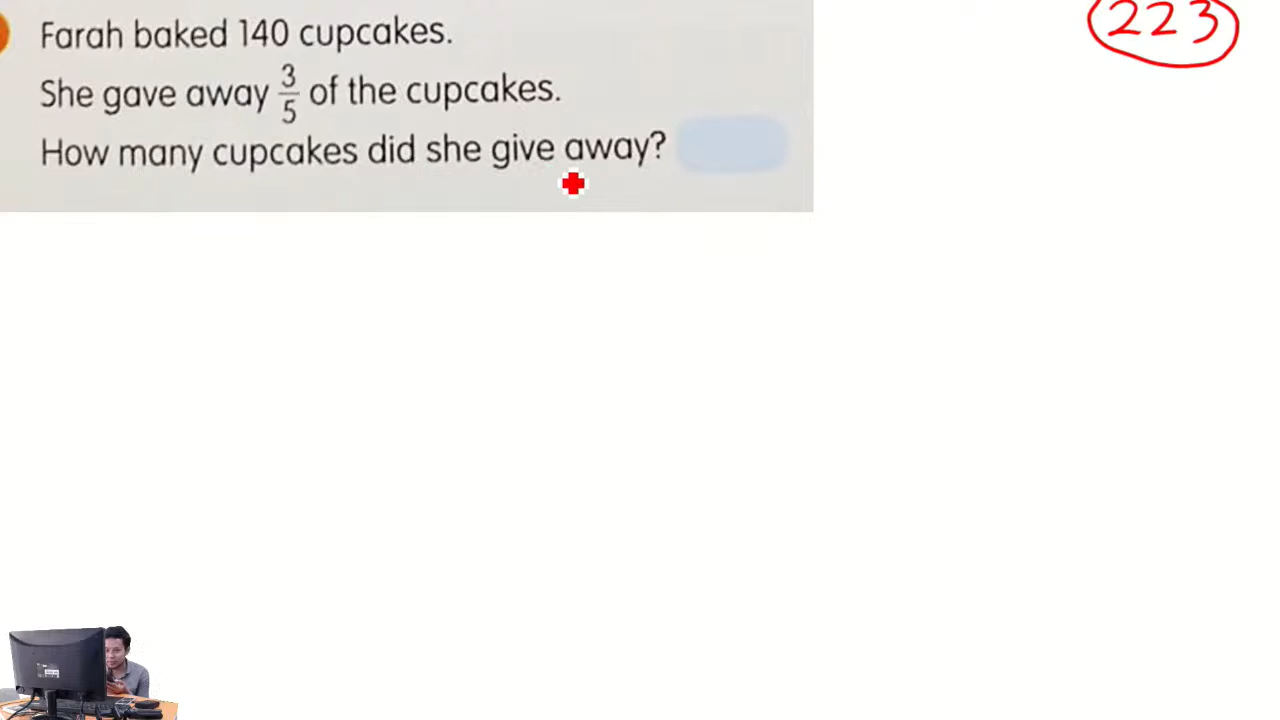 Farah baked 140 cupcakes.
She gave away 3/5 of the cupcakes.
How many cupcakes did she give away?
223